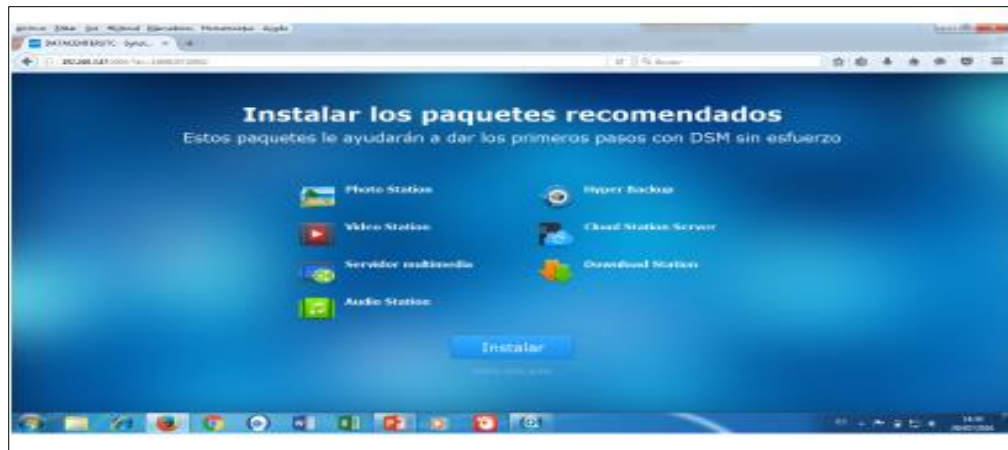 Instalar los paquetes recomendados
Estos paquetes le ayudarán a dar los primeros pasos con DSM sin esfuerzo
Photo Station
Hyper Backup
Video Station
Cloud Station Server
Servidor multimedia
Download Station
Audio Station
Instalar